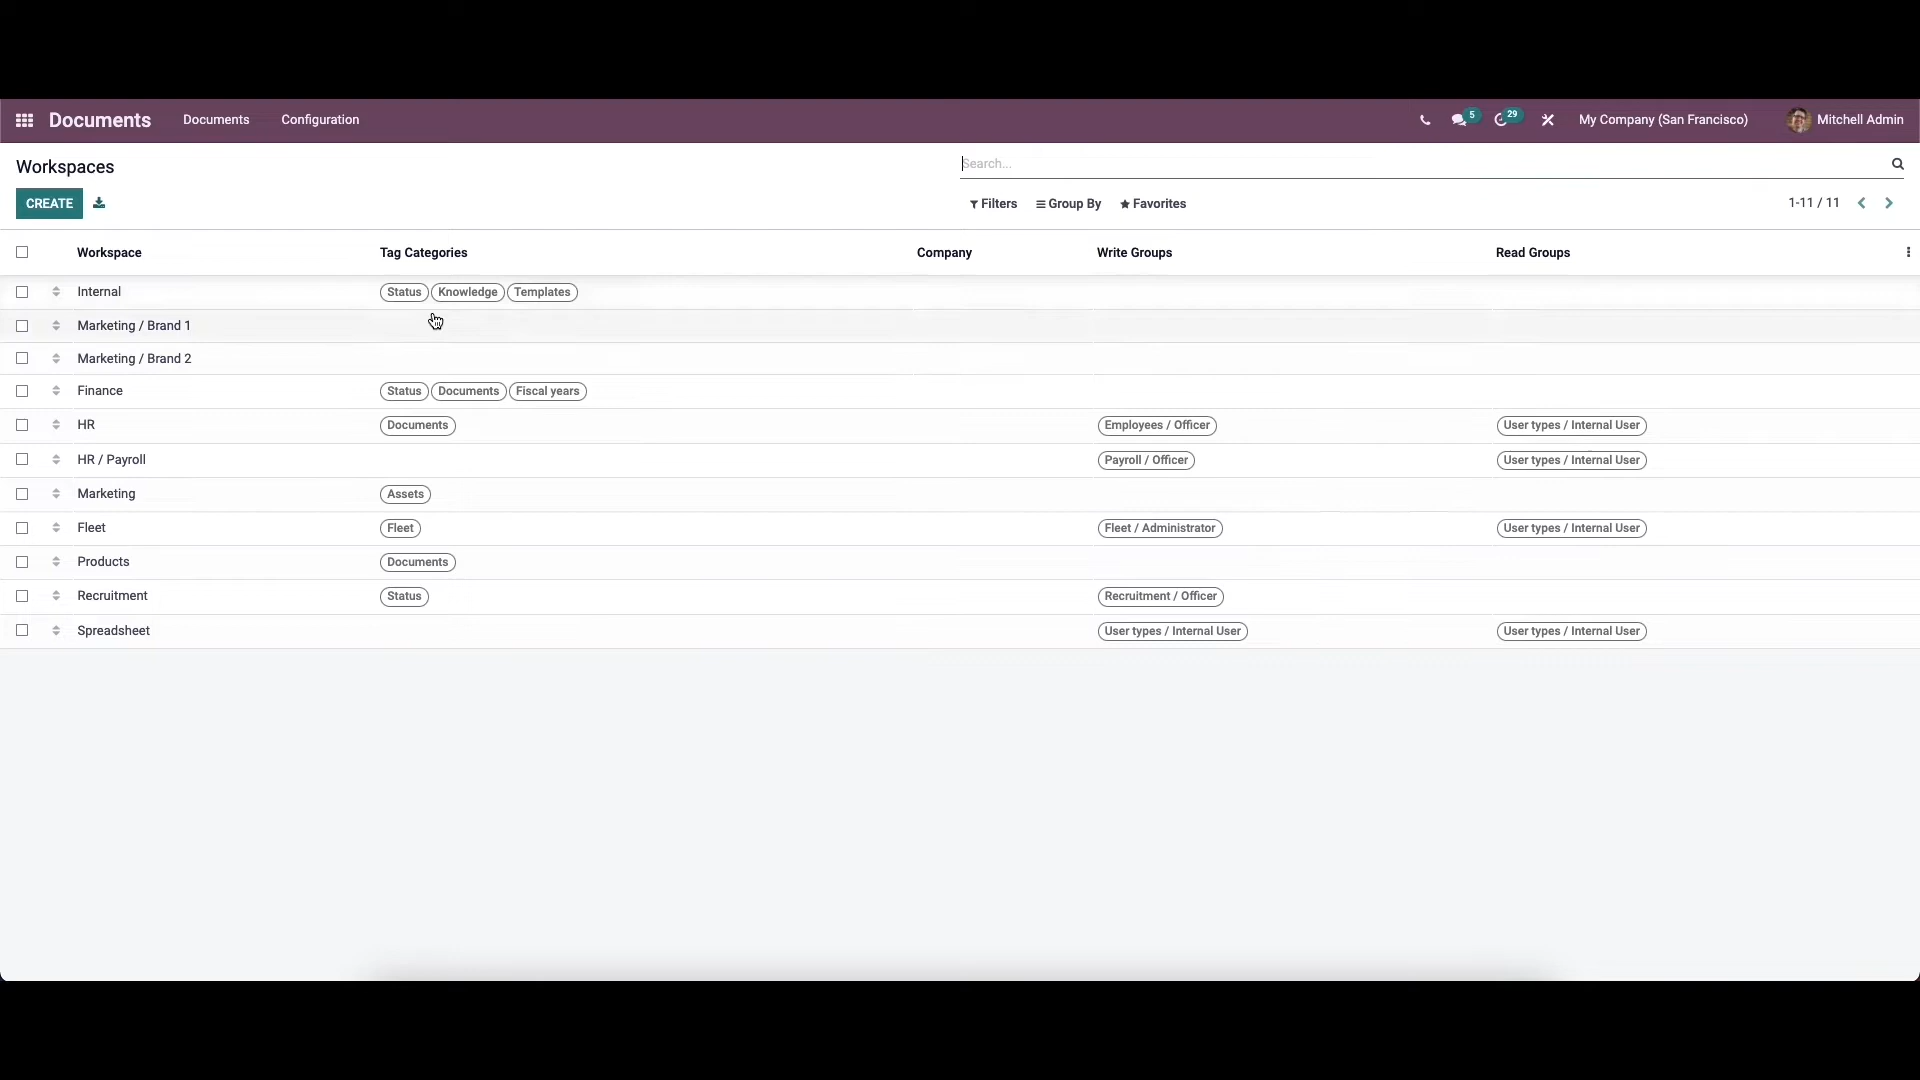 Documents Documents Configuration 5 29 My Company (San Francisco) Mitchell Admin
Workspaces Search...
CREATE Filters Group By Favorites 1-11 / 11
Workspace Tag Categories Company Write Groups Read Groups
Internal Status Knowledge Templates
Marketing / Brand 1
Marketing / Brand 2
Finance Status Documents Fiscal years
HR Documents Employees / Officer User types / Internal User
HR / Payroll Payroll / Officer User types / Internal User
Marketing Assets
Fleet Fleet Fleet / Administrator User types / Internal User
Products Documents
Recruitment Status Recruitment / Officer
Spreadsheet User types / Internal User User types / Internal User